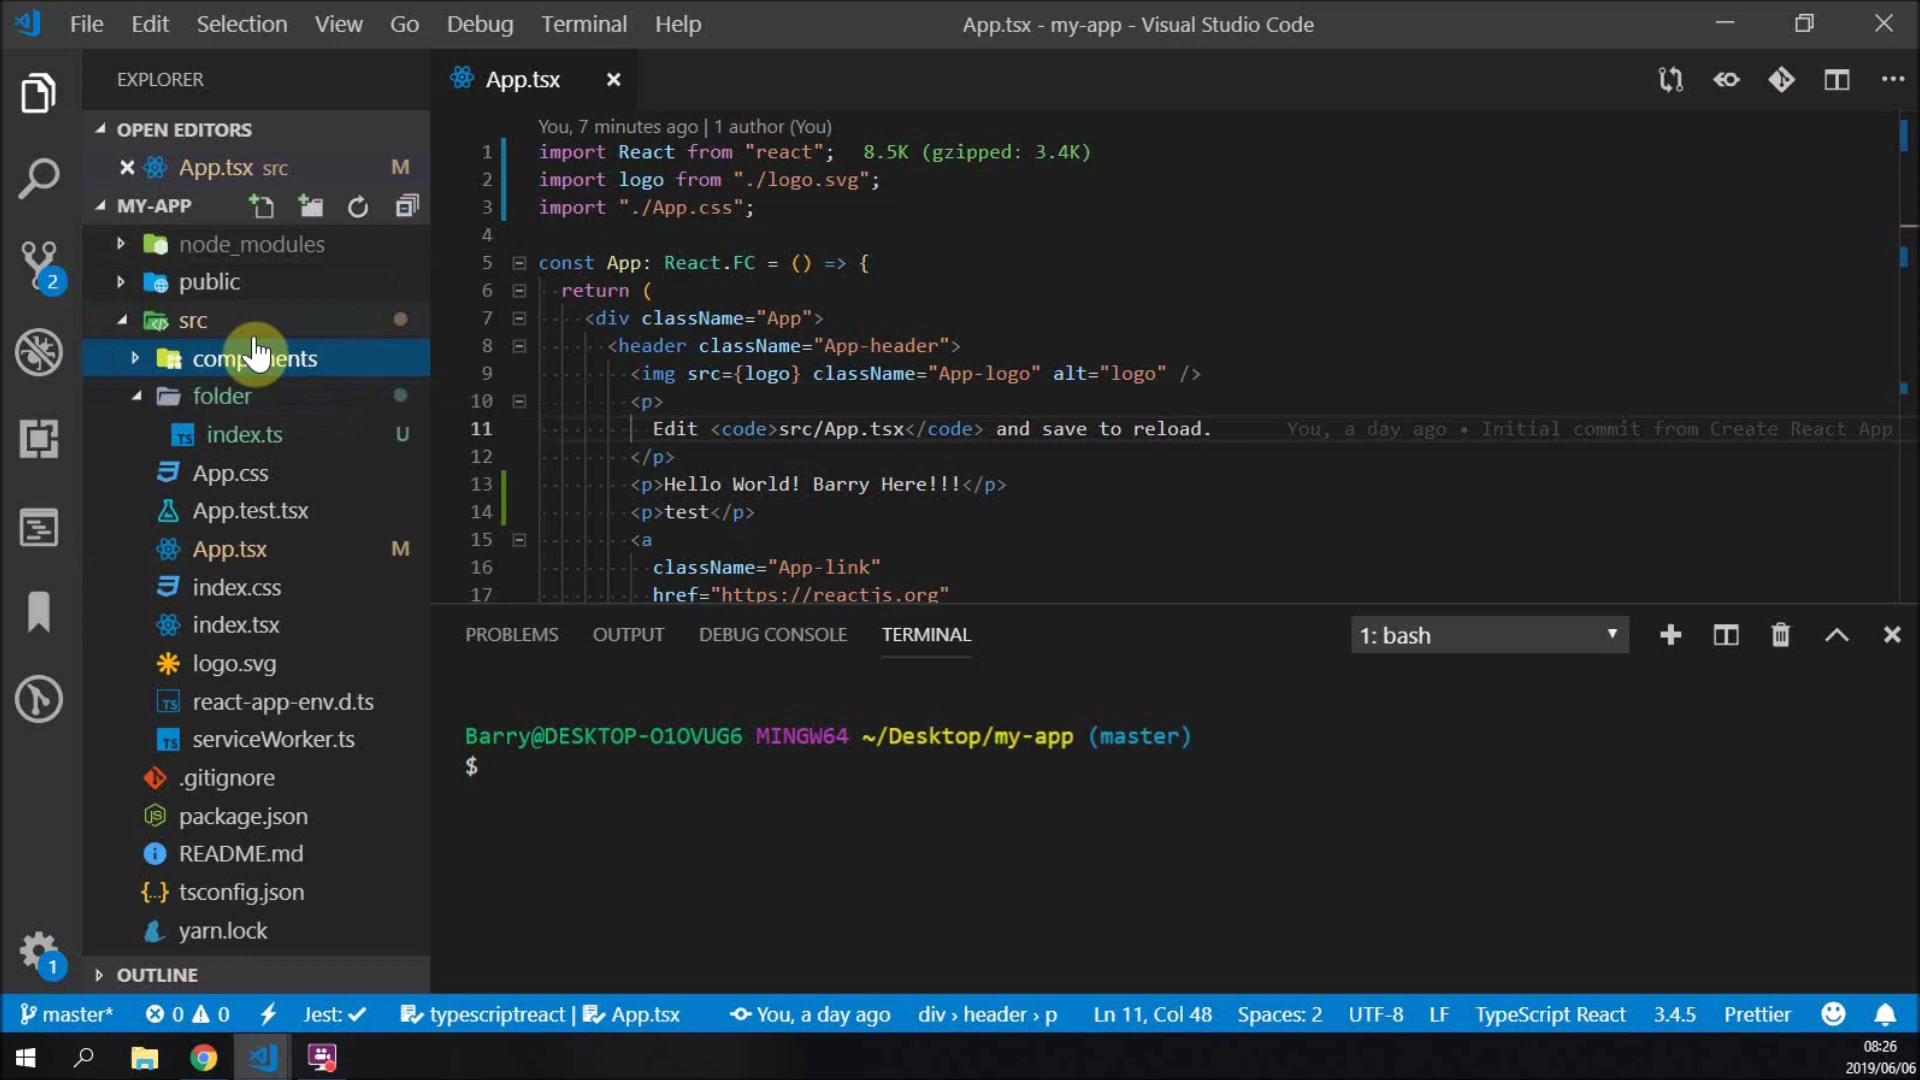 File Edit Selection View Go Debug Terminal Help
App.tsx - my-app - Visual Studio Code
EXPLORER
OPEN EDITORS
App.tsx src M
MY-APP
node_modules
public
src
components
folder
index.ts U
App.css
App.test.tsx
App.tsx M
index.css
index.tsx
logo.svg
react-app-env.d.ts
serviceWorker.ts
.gitignore
package.json
README.md
tsconfig.json
yarn.lock
OUTLINE
2
1
App.tsx
You, 7 minutes ago | 1 author (You)
1 import React from "react"; 8.5K (gzipped: 3.4K)
2 import logo from "./logo.svg";
3 import "./App.css";
4
5 const App: React.FC = () => {
6 return (
7 <div className="App">
8 <header className="App-header">
9 <img src={logo} className="App-logo" alt="logo" />
10 <p>
11 Edit <code>src/App.tsx</code> and save to reload. You, a day ago • Initial commit from Create React App
12 </p>
13 <p>Hello World! Barry Here!!!</p>
14 <p>test</p>
15 <a
16 className="App-link"
17 href="https://reactjs.org"
PROBLEMS OUTPUT DEBUG CONSOLE TERMINAL
1: bash
Barry@DESKTOP-O1OVUG6 MINGW64 ~/Desktop/my-app (master)
$
master* 0 0 Jest: typescriptreact | App.tsx You, a day ago div › header › p Ln 11, Col 48 Spaces: 2 UTF-8 LF TypeScript React 3.4.5 Prettier
08:26
2019/06/06